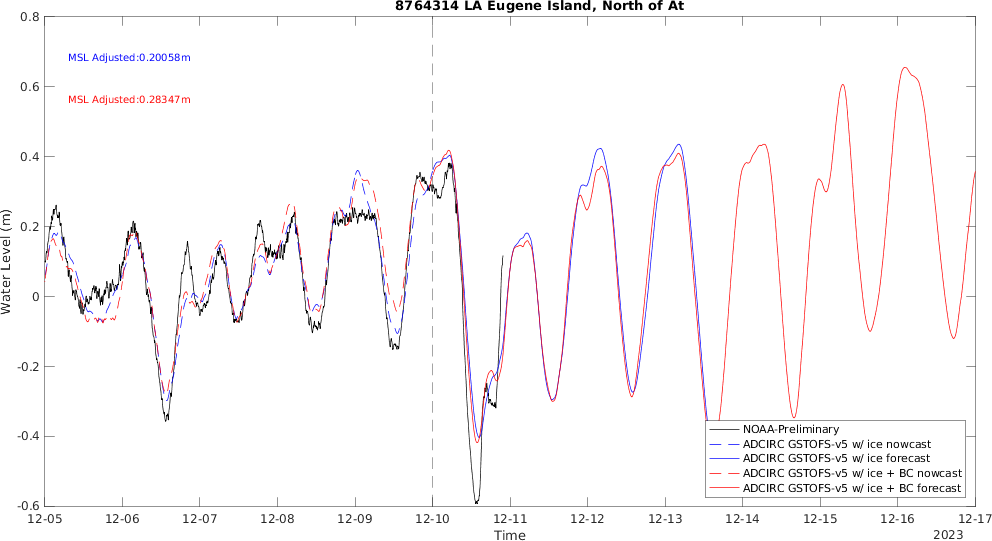 8764314 LA Eugene Island, North of At
MSL Adjusted:0.20058m
MSL Adjusted:0.28347m
Water Level (m)
0.8
0.6
0.4
0.2
0
-0.2
-0.4
-0.6
NOAA-Preliminary
ADCIRC GSTOFS-v5 w/ ice nowcast
ADCIRC GSTOFS-v5 w/ ice forecast
ADCIRC GSTOFS-v5 w/ ice + BC nowcast
ADCIRC GSTOFS-v5 w/ ice + BC forecast
12-05 12-06 12-07 12-08 12-09 12-10 12-11 12-12 12-13 12-14 12-15 12-16 12-17
Time
2023